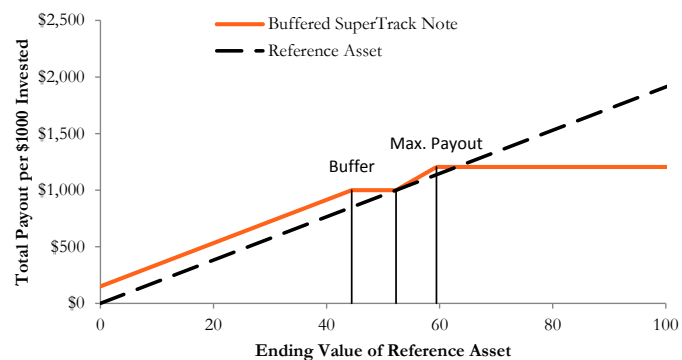 Buffered SuperTrack Note
Reference Asset
Total Payout per $1000 Invested
$2,500
$2,000
$1,500
$1,000
$500
$0
Buffer
Max. Payout
0 20 40 60 80 100
Ending Value of Reference Asset